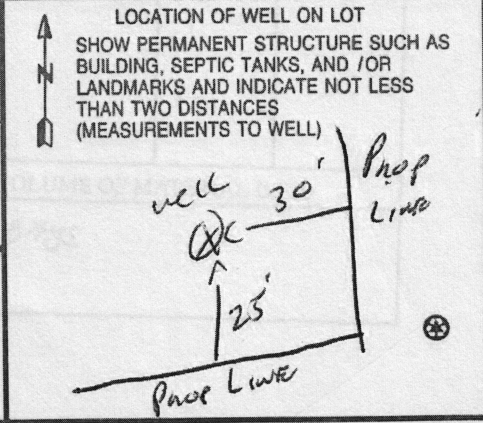 LOCATION OF WELL ON LOT
SHOW PERMANENT STRUCTURE SUCH AS
N
BUILDING, SEPTIC TANKS, AND /OR
LANDMARKS AND INDICATE NOT LESS
THAN TWO DISTANCES
(MEASUREMENTS TO WELL)
well
30'
Prop
Line
X
25'
Prop Line